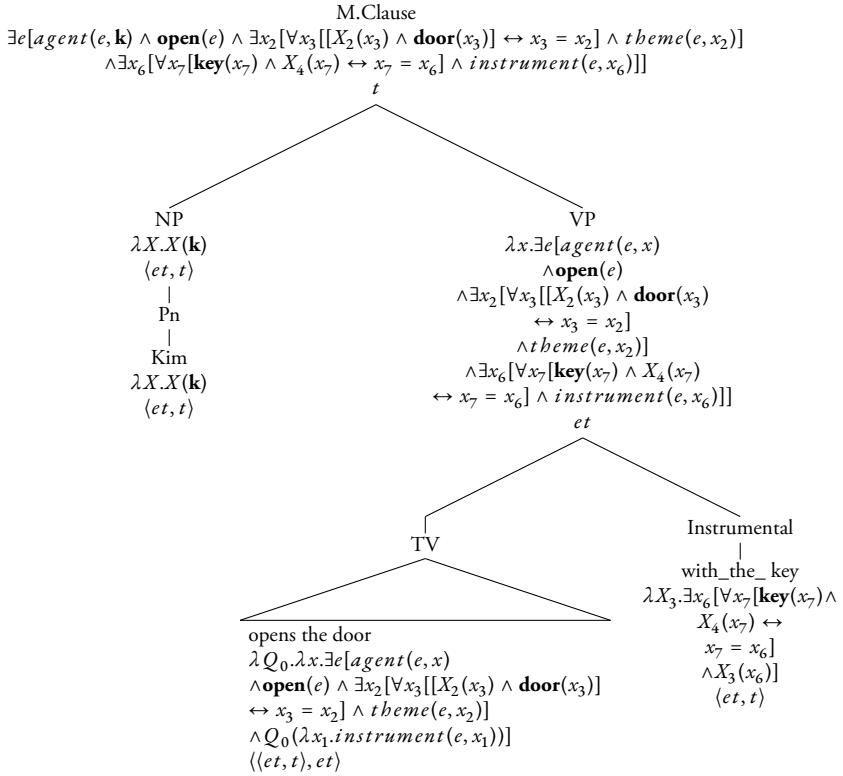 M.Clause
∃e[agent(e, k) ∧ open(e) ∧ ∃x₂[∀x₃[[X₂(x₃) ∧ door(x₃)] ↔ x₃ = x₂] ∧ theme(e, x₂)]
∧∃x₆[∀x₇[key(x₇) ∧ X₄(x₇) ↔ x₇ = x₆] ∧ instrument(e, x₆)]]
t
NP
λX.X(k)
⟨et, t⟩
Pn
Kim
λX.X(k)
⟨et, t⟩
VP
λx.∃e[agent(e, x)
∧open(e)
∧∃x₂[∀x₃[[X₂(x₃) ∧ door(x₃)
↔ x₃ = x₂]
∧theme(e, x₂)]
∧∃x₆[∀x₇[key(x₇) ∧ X₄(x₇)
↔ x₇ = x₆] ∧ instrument(e, x₆)]]
et
TV
opens the door
λQ₀.λx.∃e[agent(e, x)
∧open(e) ∧ ∃x₂[∀x₃[[X₂(x₃) ∧ door(x₃)]
↔ x₃ = x₂] ∧ theme(e, x₂)]
∧Q₀(λx₁.instrument(e, x₁))]
⟨⟨et, t⟩, et⟩
Instrumental
with_the_ key
λX₃.∃x₆[∀x₇[key(x₇)∧
X₄(x₇) ↔
x₇ = x₆]
∧X₃(x₆)]
⟨et, t⟩